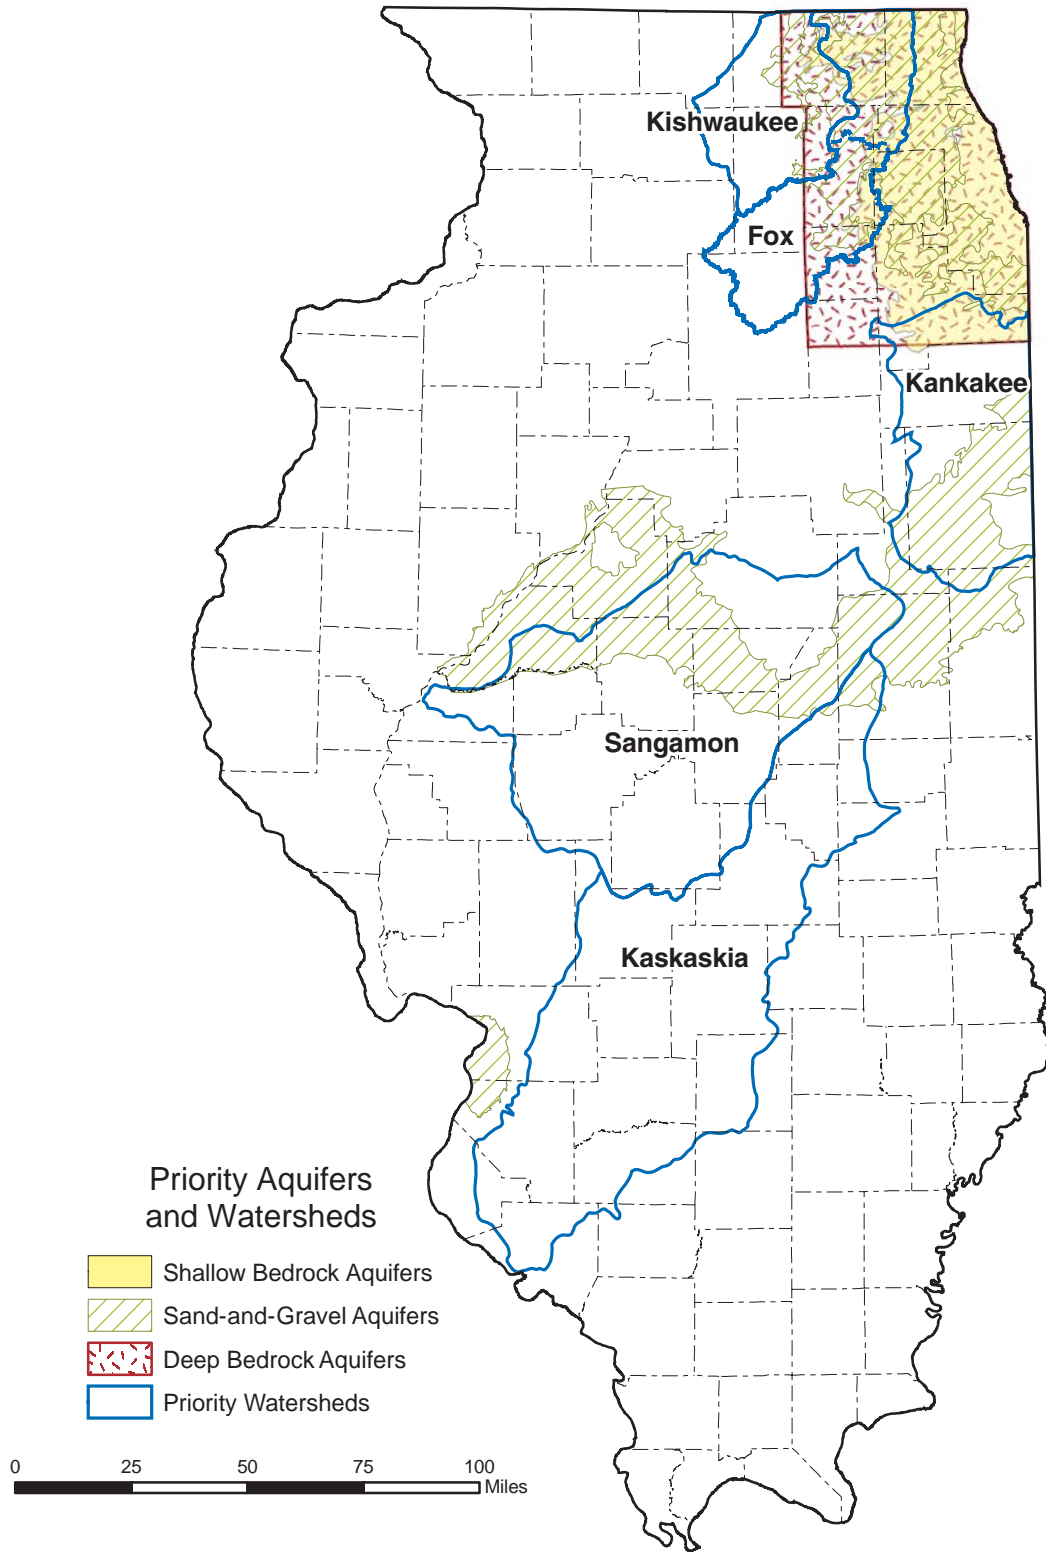 Kishwaukee
Fox
Kankakee
Sangamon
Kaskaskia
Priority Aquifers
and Watersheds
Shallow Bedrock Aquifers
Sand-and-Gravel Aquifers
Deep Bedrock Aquifers
Priority Watersheds
0 25 50 75 100
Miles